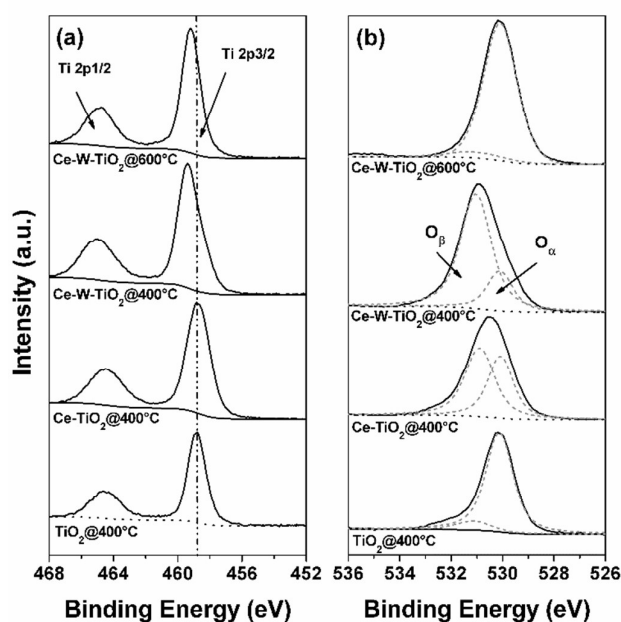 (a)
Ti 2p1/2
Ti 2p3/2
Ce-W-TiO2@600°C
Ce-W-TiO2@400°C
Ce-TiO2@400°C
TiO2@400°C
468 464 460 456 452
Binding Energy (eV)
Intensity (a.u.)
(b)
Ce-W-TiO2@600°C
Oβ
Oα
Ce-W-TiO2@400°C
Ce-TiO2@400°C
TiO2@400°C
536 534 532 530 528 526
Binding Energy (eV)